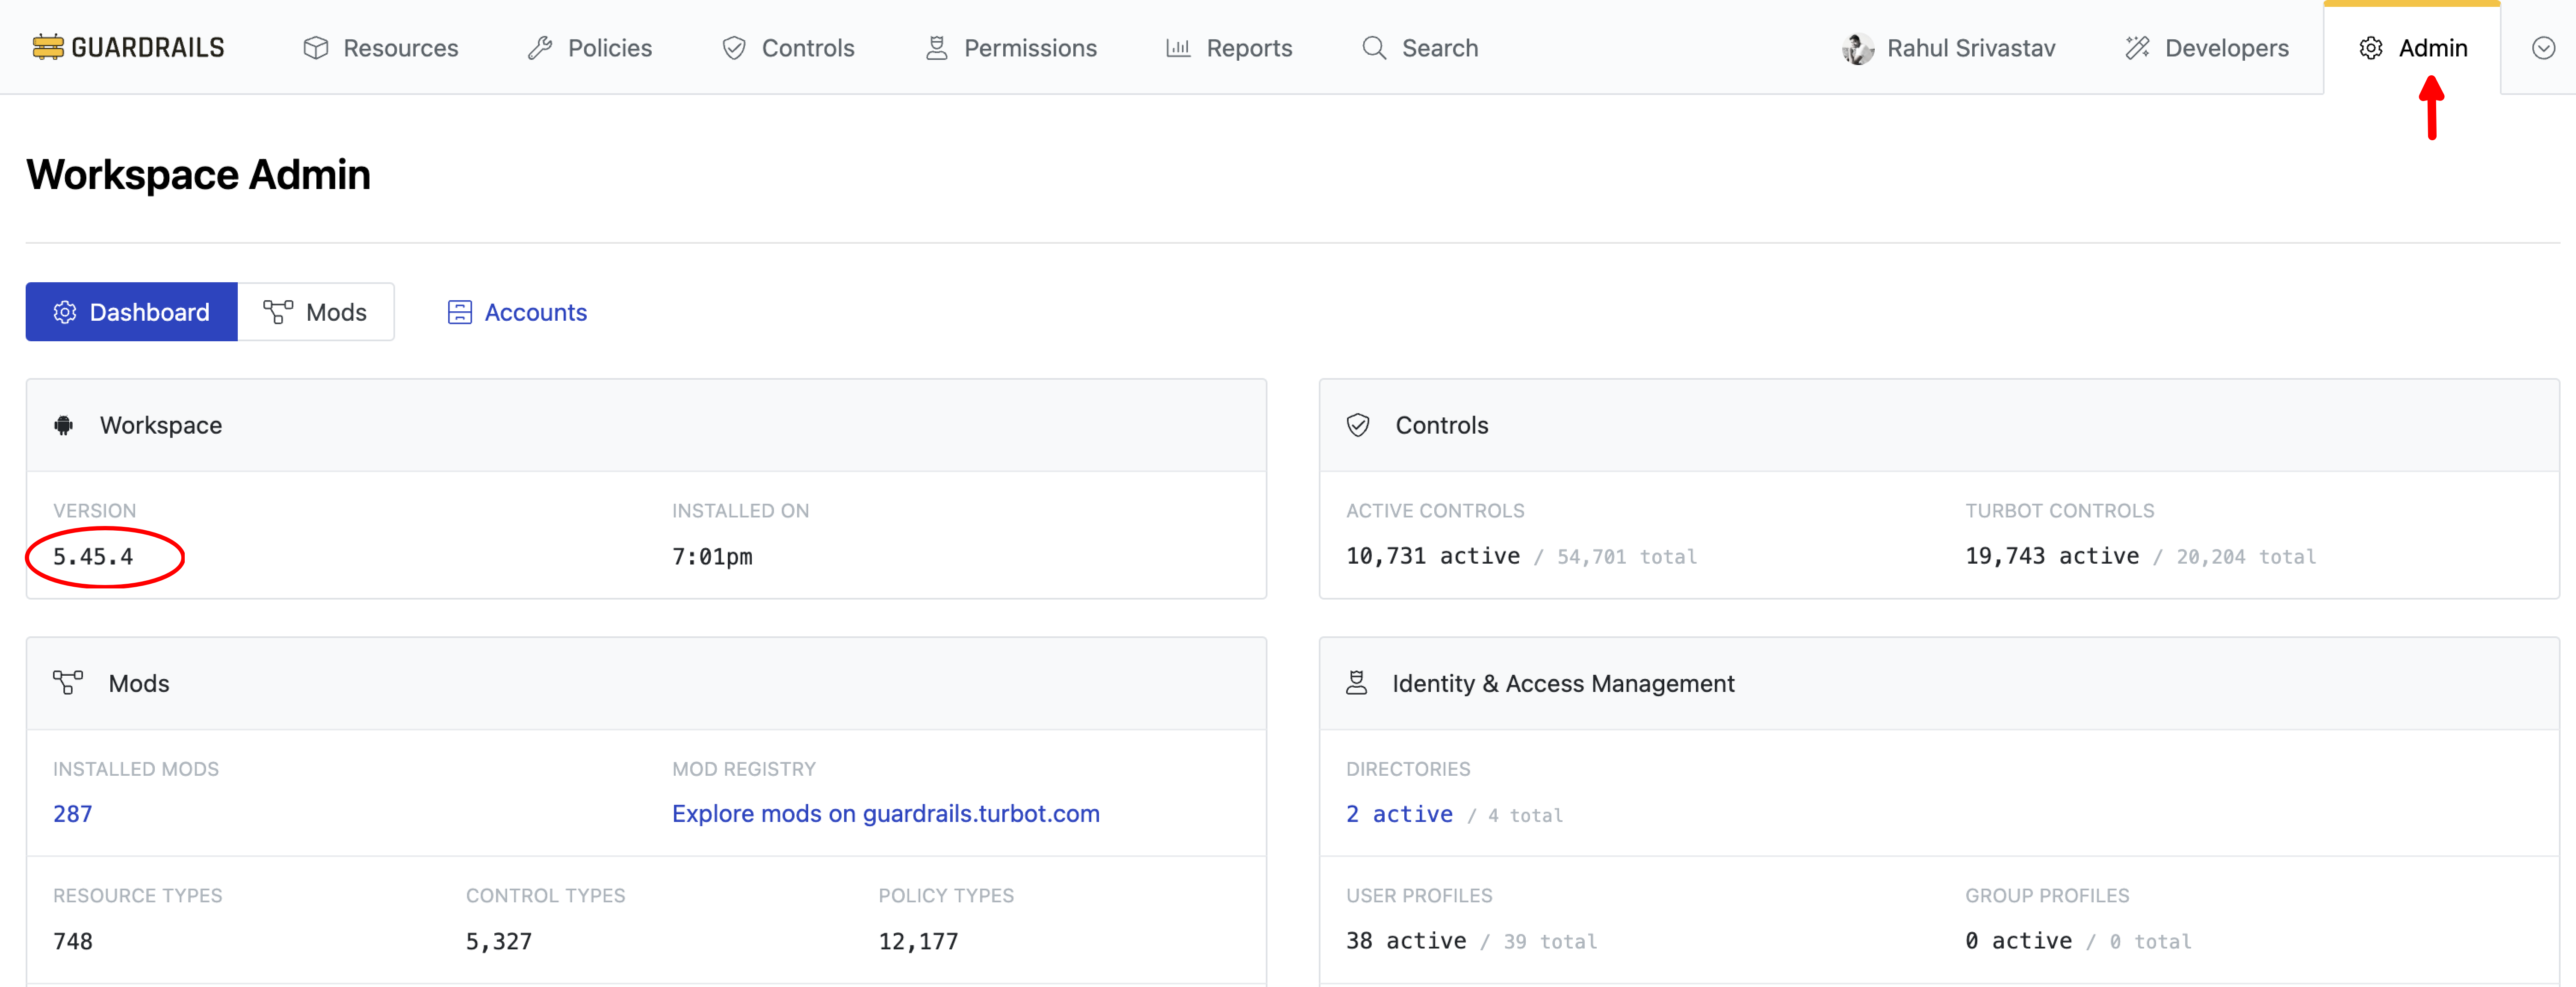 GUARDRAILS Resources Policies Controls Permissions Reports Search Rahul Srivastav Developers Admin
Workspace Admin
Dashboard Mods Accounts
Workspace
VERSION INSTALLED ON
5.45.4 7:01pm
Controls
ACTIVE CONTROLS TURBOT CONTROLS
10,731 active / 54,701 total 19,743 active / 20,204 total
Mods
INSTALLED MODS MOD REGISTRY
287 Explore mods on guardrails.turbot.com
RESOURCE TYPES CONTROL TYPES POLICY TYPES
748 5,327 12,177
Identity & Access Management
DIRECTORIES
2 active / 4 total
USER PROFILES GROUP PROFILES
38 active / 39 total 0 active / 0 total